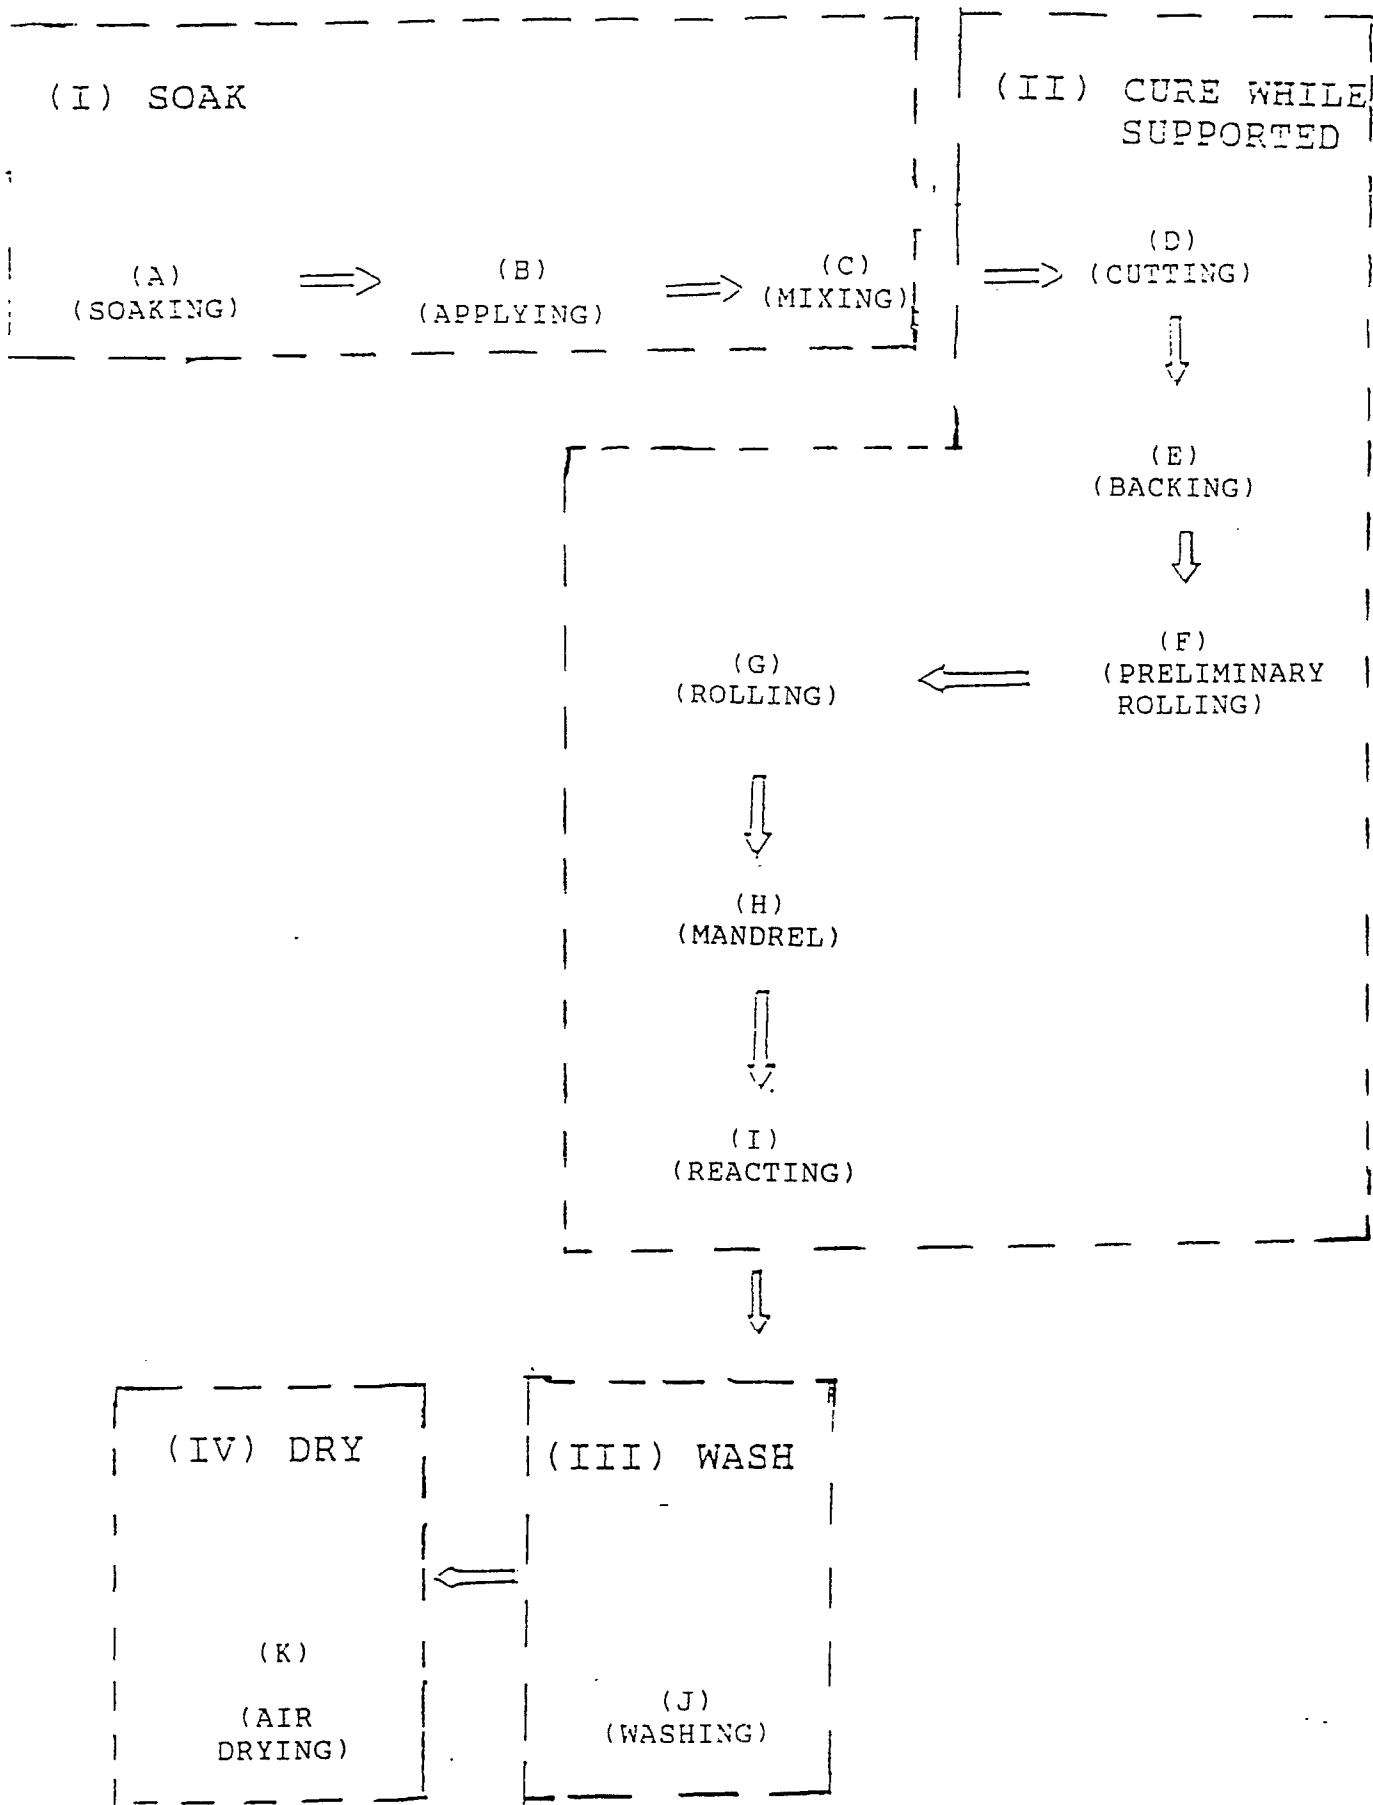 (I) SOAK
(A)
(SOAKING)
(B)
(APPLYING)
(C)
(MIXING)
(II) CURE WHILE
SUPPORTED
(D)
(CUTTING)
(E)
(BACKING)
(F)
(PRELIMINARY
ROLLING)
(G)
(ROLLING)
(H)
(MANDREL)
(I)
(REACTING)
(III) WASH
(J)
(WASHING)
(IV) DRY
(K)
(AIR
DRYING)